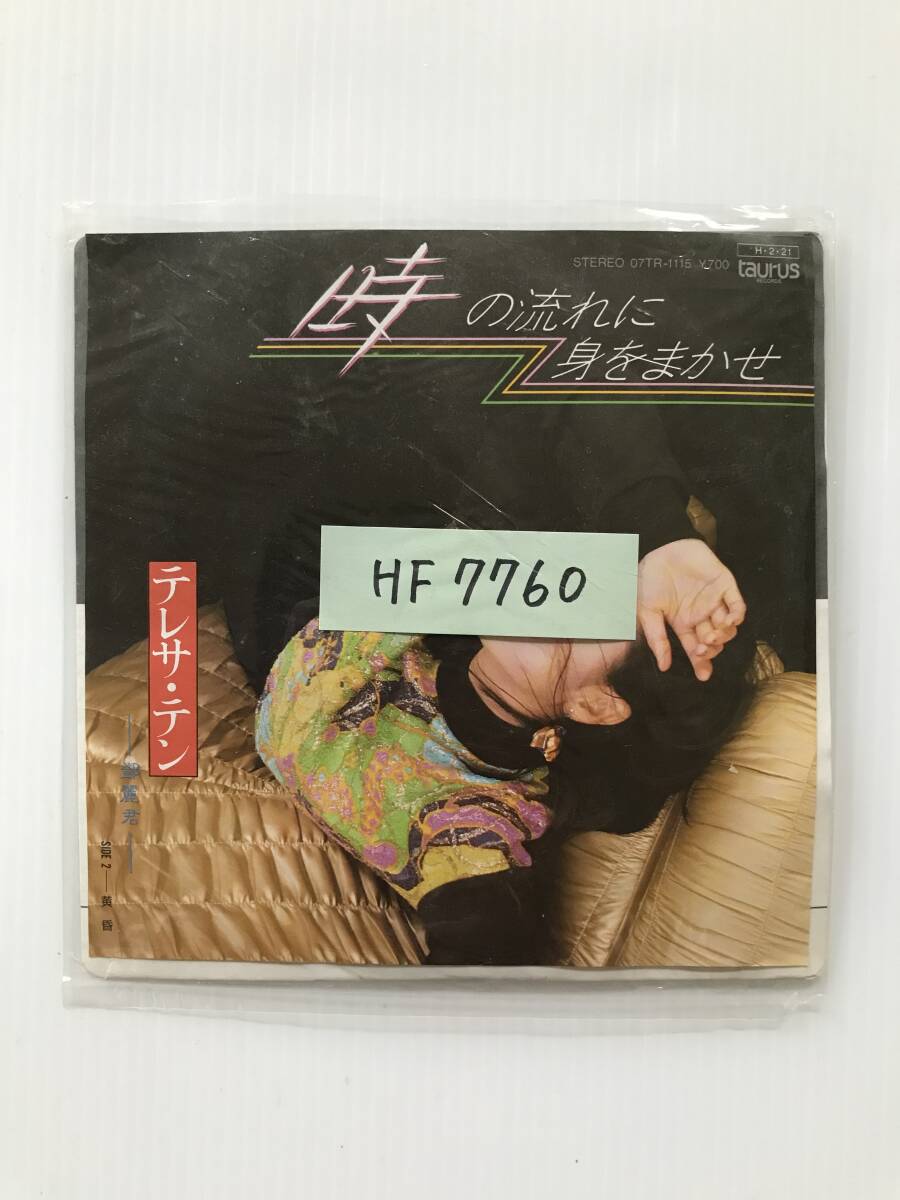 H・2・21
STEREO 07TR-1115 ¥700
taurus
RECORDS
時の流れに
身をまかせ
HF 7760
テレサ・テン
鄧麗君
SIDE 2—黄昏